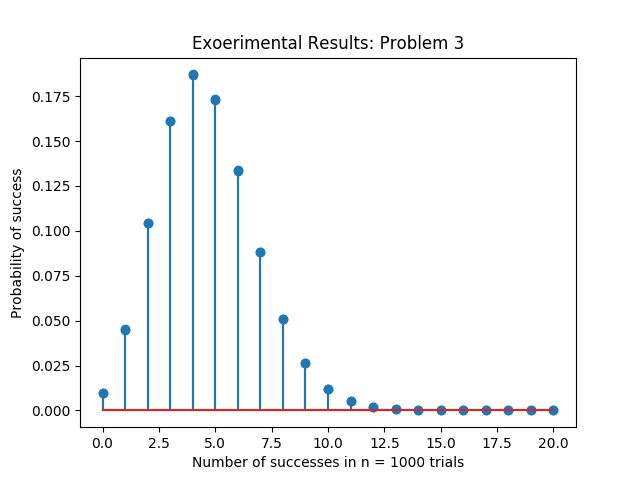 Exoerimental Results: Problem 3
0.175
0.150
0.125
0.100
0.075
0.050
0.025
0.000
Probability of success
0.0 2.5 5.0 7.5 10.0 12.5 15.0 17.5 20.0
Number of successes in n = 1000 trials